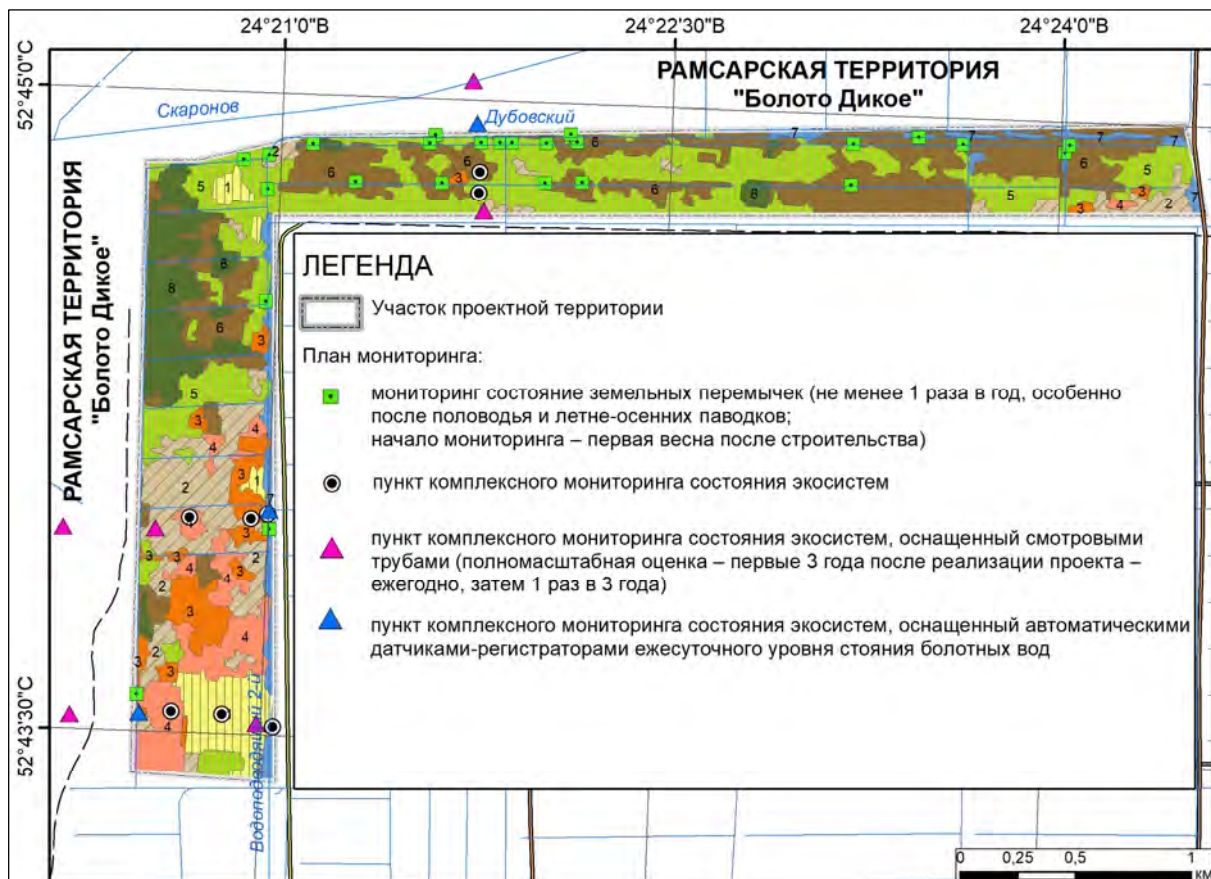 24°21'0"В 24°22'30"В 24°24'0"В
52°45'0"С
52°43'30"С
РАМСАРСКАЯ ТЕРРИТОРИЯ
"Болото Дикое"
Скаронов
Дубовский
РАМСАРСКАЯ ТЕРРИТОРИЯ
"Болото Дикое"
Водоподводящий 2-й
ЛЕГЕНДА
Участок проектной территории
План мониторинга:
мониторинг состояние земельных перемычек (не менее 1 раза в год, особенно
после половодья и летне-осенних паводков;
начало мониторинга – первая весна после строительства)
пункт комплексного мониторинга состояния экосистем
пункт комплексного мониторинга состояния экосистем, оснащенный смотровыми
трубами (полномасштабная оценка – первые 3 года после реализации проекта –
ежегодно, затем 1 раз в 3 года)
пункт комплексного мониторинга состояния экосистем, оснащенный автоматическими
датчиками-регистраторами ежесуточного уровня стояния болотных вод
0 0,25 0,5 1
км